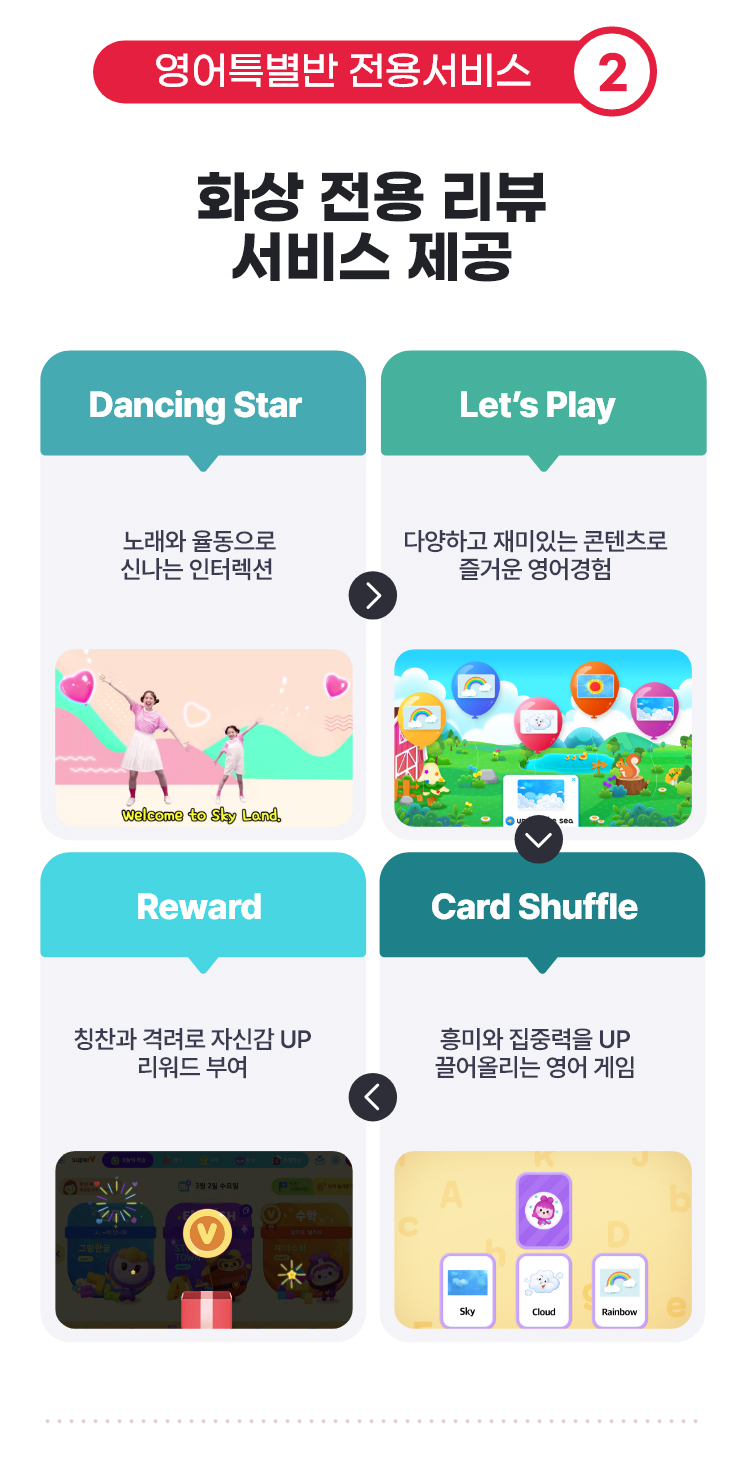 영어특별반 전용서비스 2
화상 전용 리뷰
서비스 제공
Dancing Star
노래와 율동으로
신나는 인터렉션
Welcome to Sky Land.
Let's Play
다양하고 재미있는 콘텐츠로
즐거운 영어경험
sea
Card Shuffle
흥미와 집중력을 UP
끌어올리는 영어 게임
K J
A b
C D
h
g e
Sky Cloud Rainbow
Reward
칭찬과 격려로 자신감 UP
리워드 부여
3월 2일 수요일
수학
V